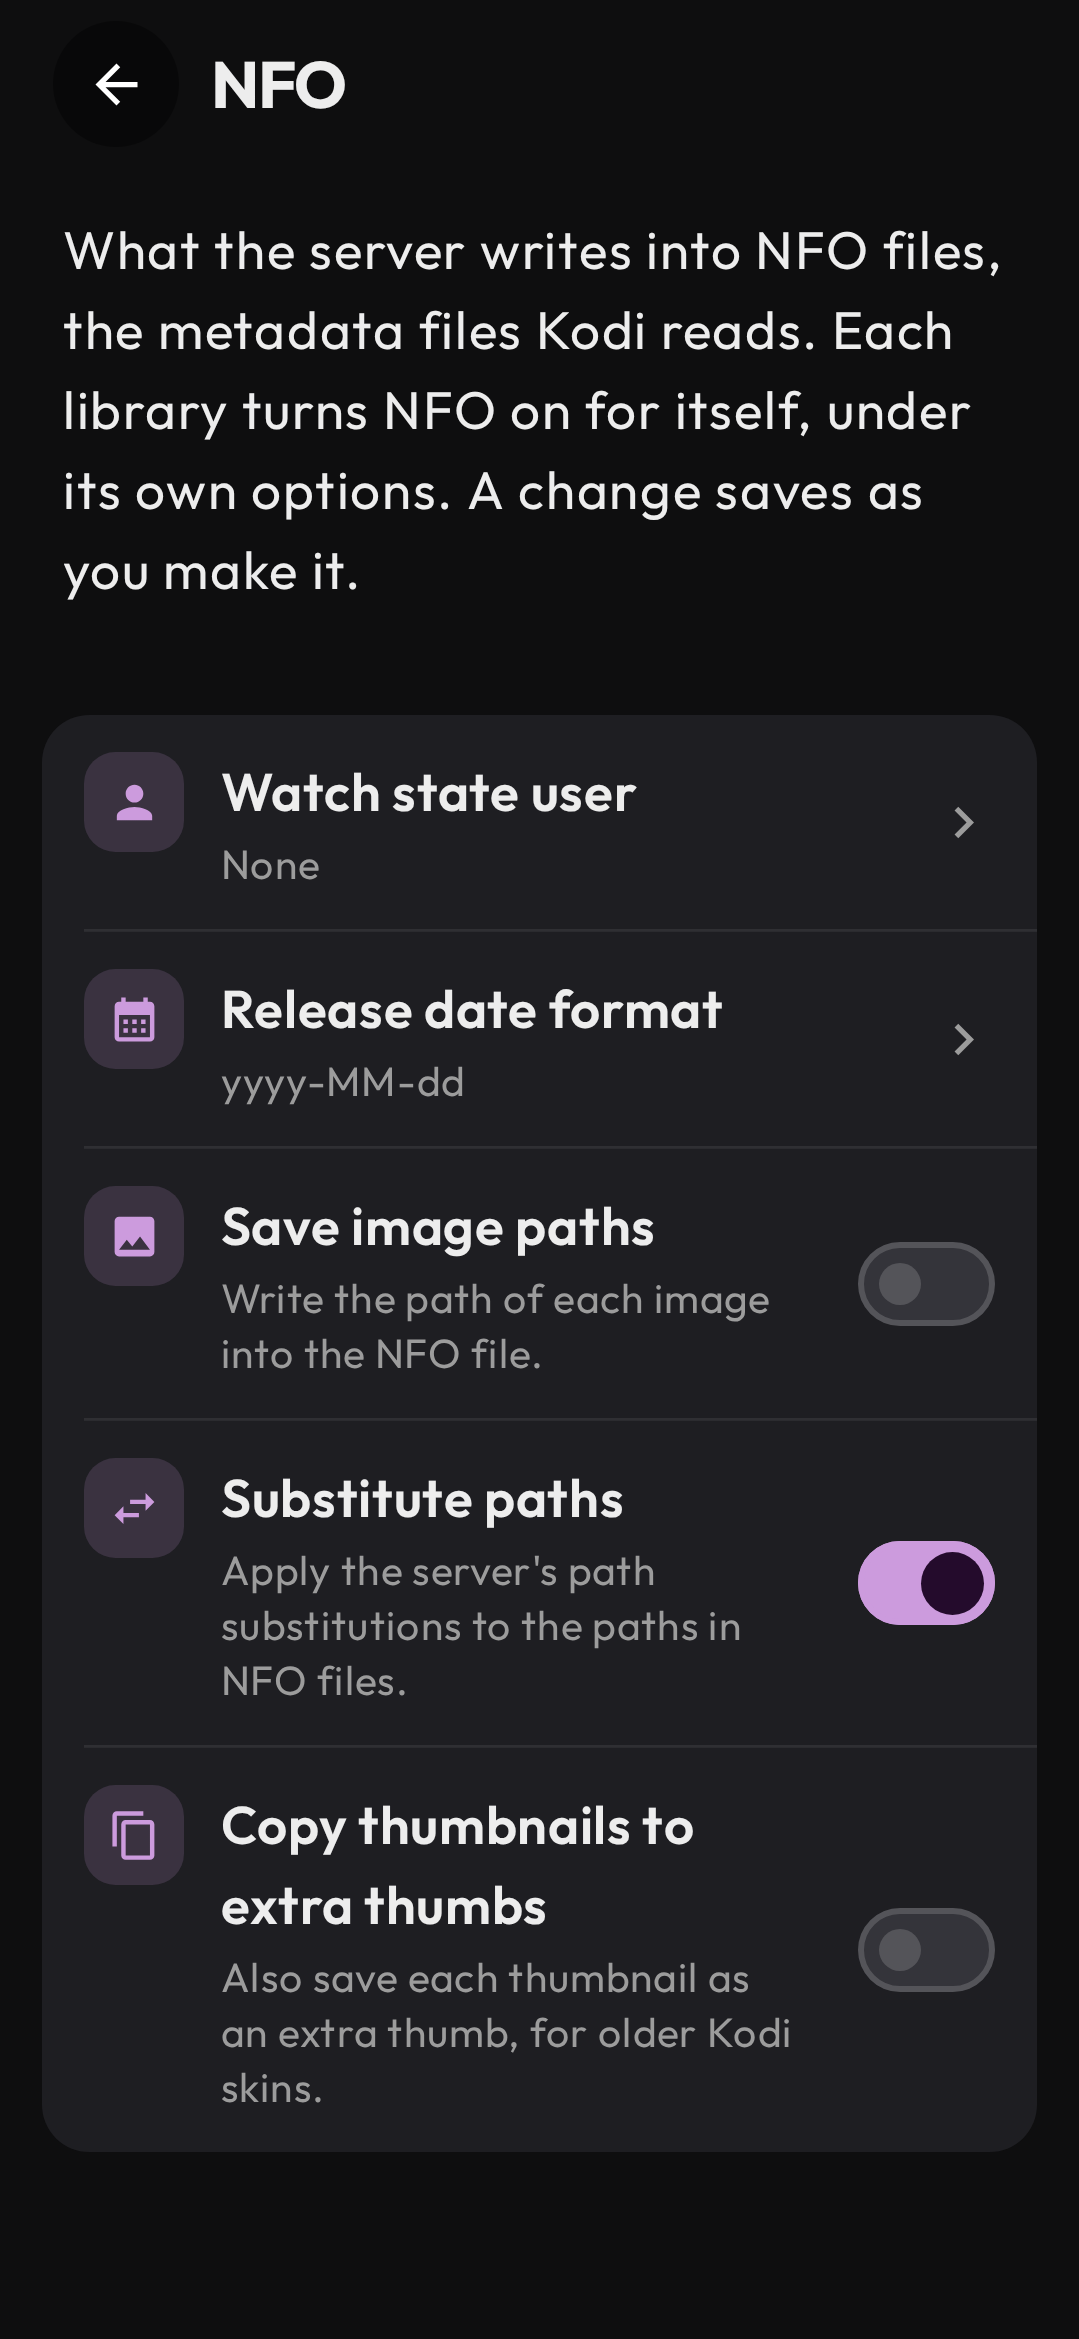 NFO
What the server writes into NFO files,
the metadata files Kodi reads. Each
library turns NFO on for itself, under
its own options. A change saves as
you make it.
Watch state user
None
Release date format
yyyy-MM-dd
Save image paths
Write the path of each image
into the NFO file.
Substitute paths
Apply the server's path
substitutions to the paths in
NFO files.
Copy thumbnails to
extra thumbs
Also save each thumbnail as
an extra thumb, for older Kodi
skins.